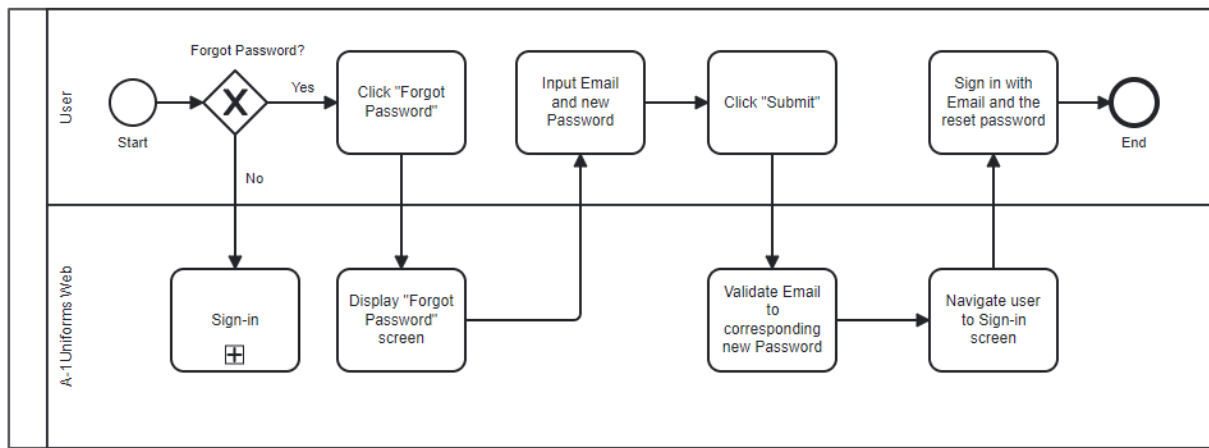 User
Start
Forgot Password?
Yes
No
Click "Forgot
Password"
Input Email
and new
Password
Click "Submit"
Sign in with
Email and the
reset password
End
A-1Uniforms Web
Sign-in
Display "Forgot
Password"
screen
Validate Email
to
corresponding
new Password
Navigate user
to Sign-in
screen